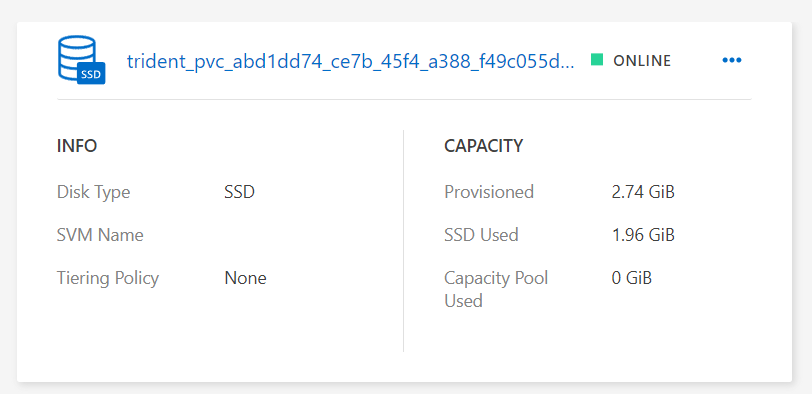 SSD
trident_pvc_abd1dd74_ce7b_45f4_a388_f49c055d...
ONLINE
INFO
Disk Type SSD
SVM Name
Tiering Policy None
CAPACITY
Provisioned 2.74 GiB
SSD Used 1.96 GiB
Capacity Pool 0 GiB
Used